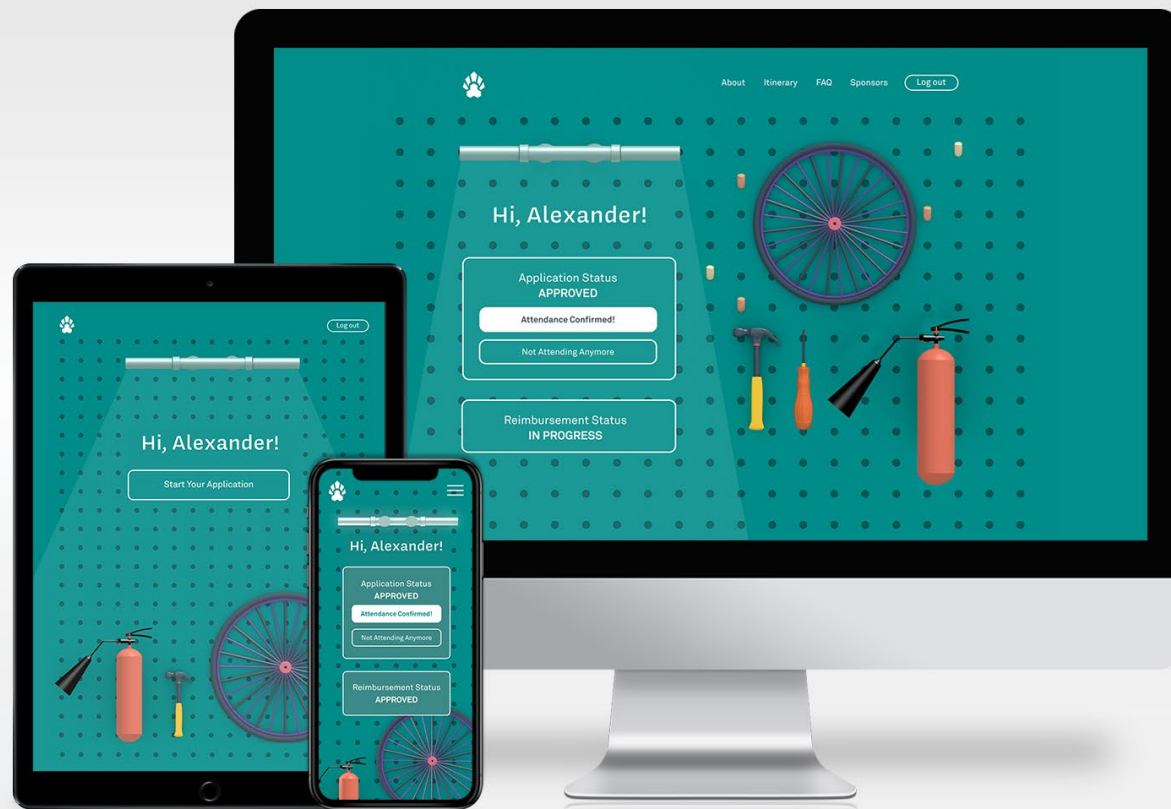 About Itinerary FAQ Sponsors Log out
Hi, Alexander!
Application Status
APPROVED
Attendance Confirmed!
Not Attending Anymore
Reimbursement Status
IN PROGRESS
Log out
Hi, Alexander!
Start Your Application
Hi, Alexander!
Application Status
APPROVED
Attendance Confirmed!
Not Attending Anymore
Reimbursement Status
APPROVED